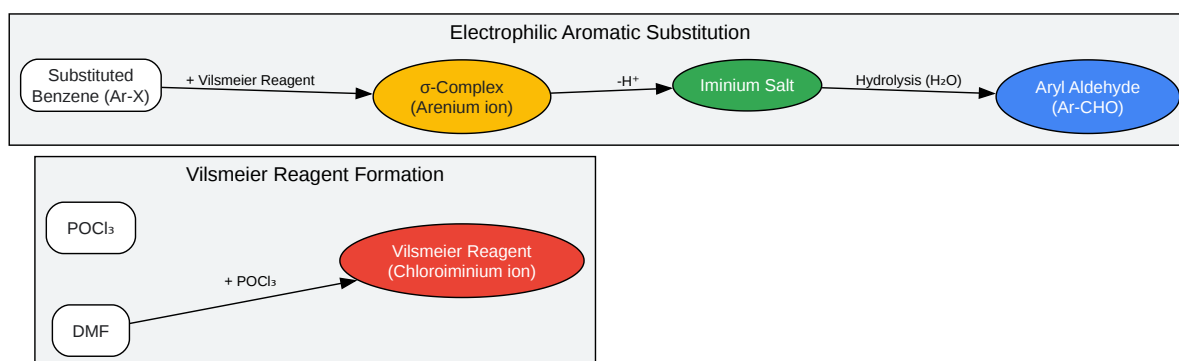 Electrophilic Aromatic Substitution
Substituted
Benzene (Ar-X)
+ Vilsmeier Reagent
σ-Complex
(Arenium ion)
-H⁺
Iminium Salt
Hydrolysis (H₂O)
Aryl Aldehyde
(Ar-CHO)
Vilsmeier Reagent Formation
POCl₃
DMF
+ POCl₃
Vilsmeier Reagent
(Chloroiminium ion)